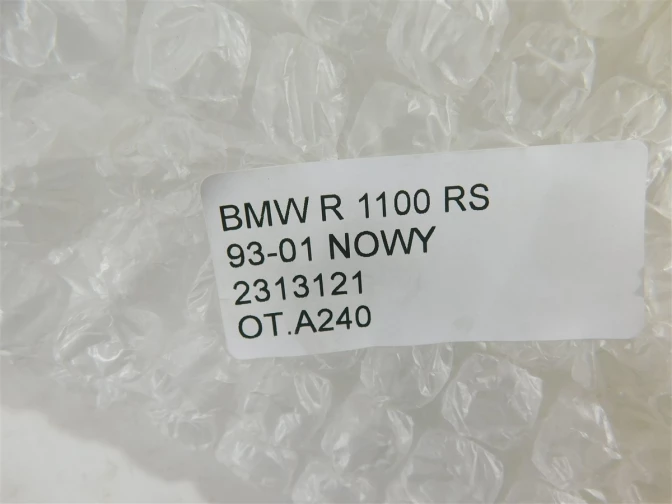 BMW R 1100 RS
93-01 NOWY
2313121
OT.A240